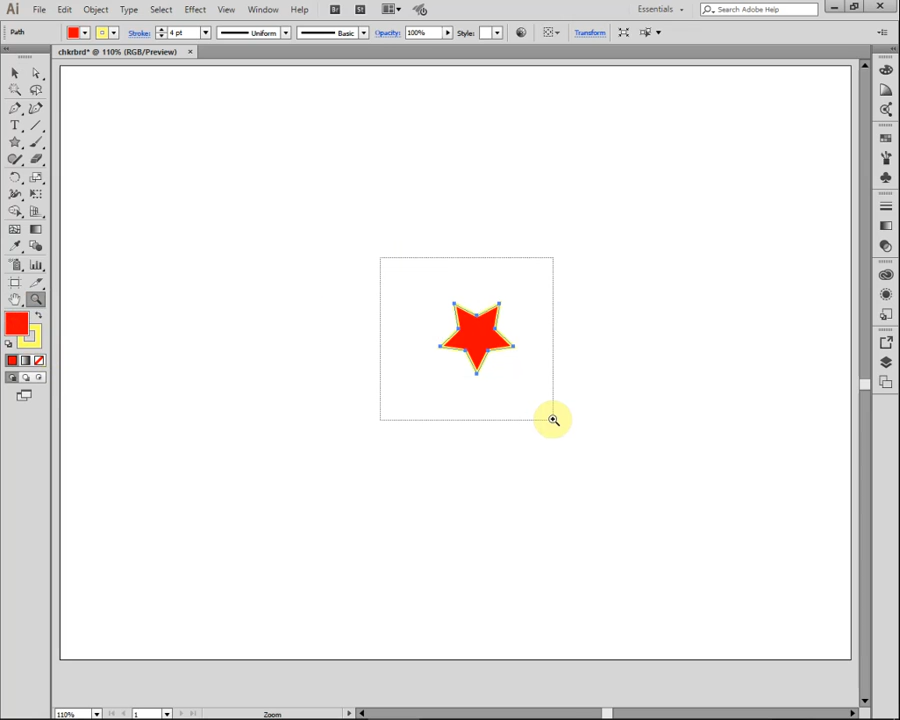 Ai File Edit Object Type Select Effect View Window Help Br St Essentials Search Adobe Help
Path Stroke: 4 pt Uniform Basic Opacity: 100% Style: Transform
chkrbrd* @ 110% (RGB/Preview) ×
T
110% 1 Zoom